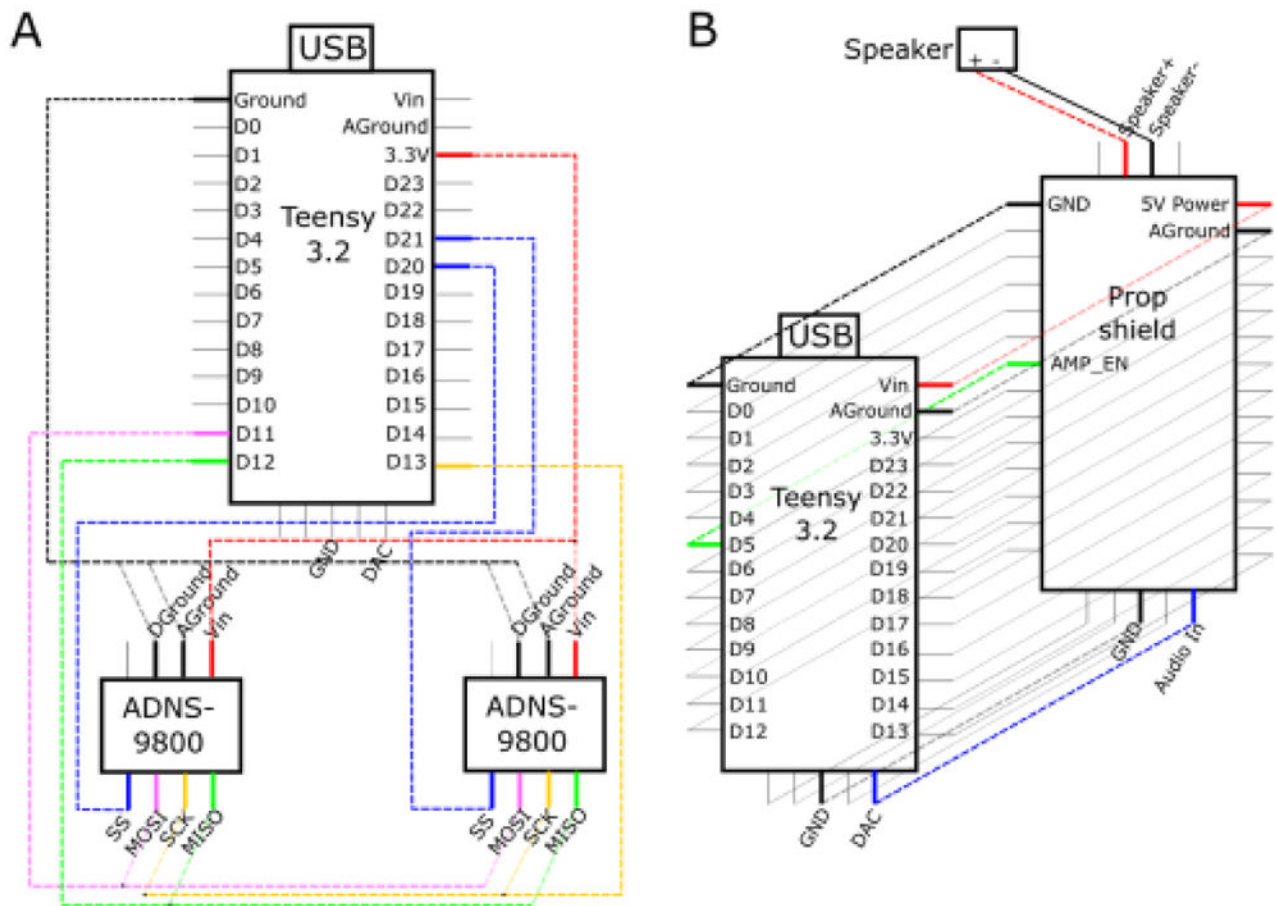 A
USB
Ground
D0
D1
D2
D3
D4
D5
D6
D7
D8
D9
D10
D11
D12
Teensy
3.2
Vin
AGround
3.3V
D23
D22
D21
D20
D19
D18
D17
D16
D15
D14
D13
GND
DAC
DGround
AGround
Vin
ADNS-
9800
SS
MOSI
SCK
MISO
DGround
AGround
Vin
ADNS-
9800
SS
MOSI
SCK
MISO
B
Speaker
+ -
Speaker+
Speaker-
GND
AMP_EN
Prop
shield
5V Power
AGround
GND
Audio In
USB
Ground
D0
D1
D2
D3
D4
D5
D6
D7
D8
D9
D10
D11
D12
Teensy
3.2
Vin
AGround
3.3V
D23
D22
D21
D20
D19
D18
D17
D16
D15
D14
D13
GND
DAC